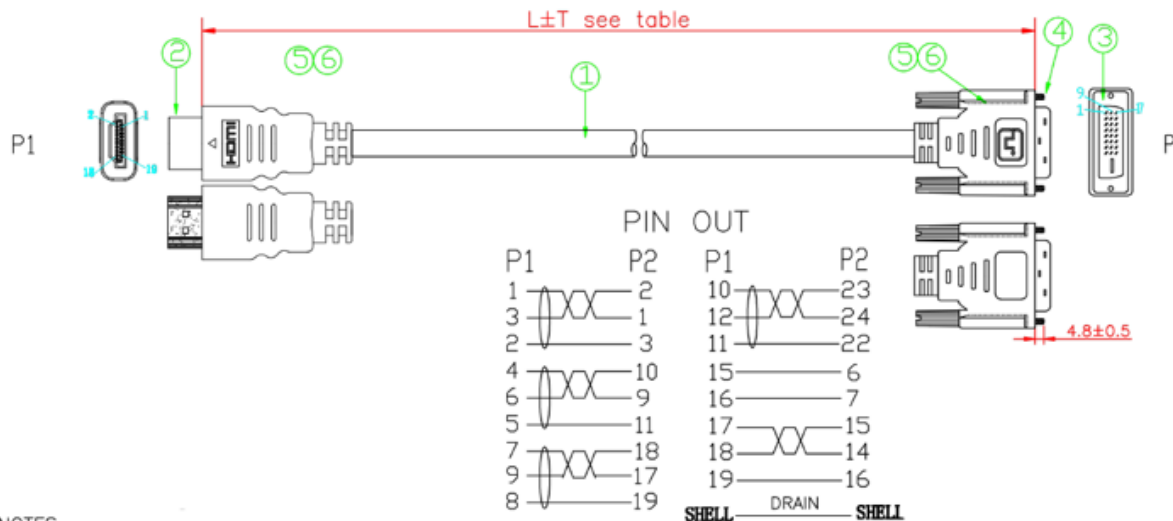 L±T see table
② ⑤⑥ ① ⑤⑥ ④ ③
P1
2 1
18 19
HDMI
9
1 17
P
PIN OUT
P1 P2 P1 P2
1 2 10 23
3 1 12 24
2 3 11 22
4 10 15 6
6 9 16 7
5 11 17 15
7 18 18 14
9 17 19 16
8 19 SHELL DRAIN SHELL
4.8±0.5
NOTES